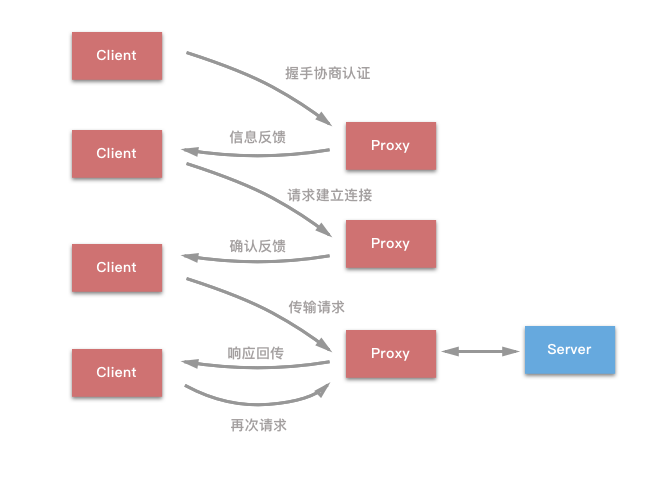 Client
握手协商认证
Proxy
信息反馈
Client
请求建立连接
Proxy
确认反馈
Client
传输请求
Proxy
Server
响应回传
Client
再次请求